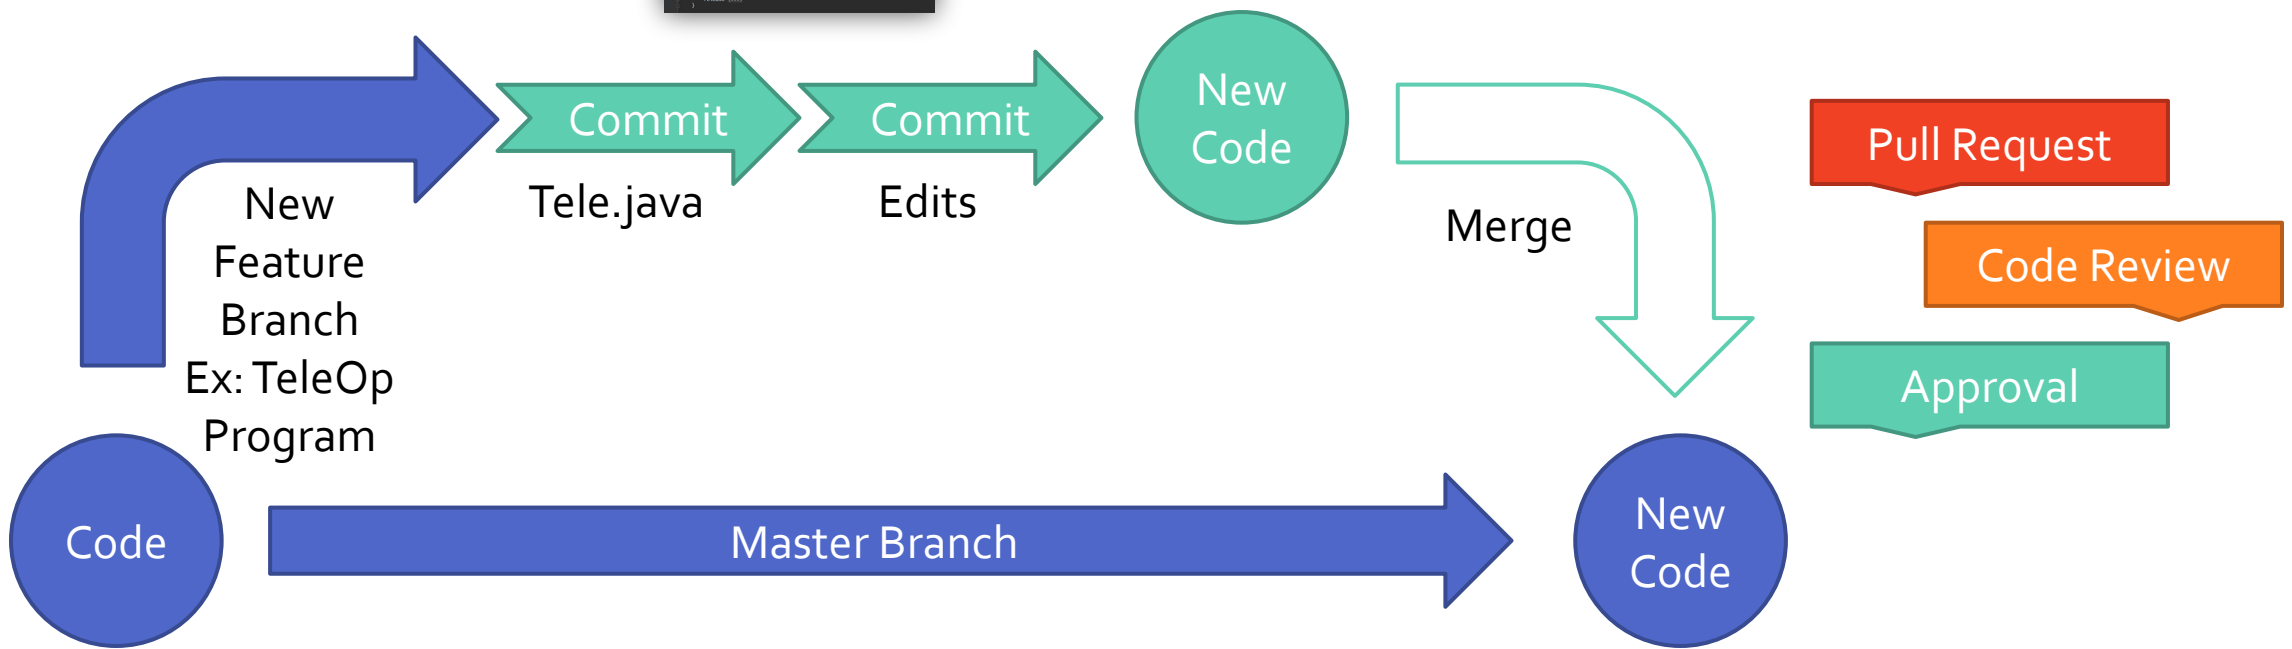 Commit
Commit
New
Code
Tele.java
Edits
New
Feature
Branch
Ex: TeleOp
Program
Merge
Pull Request
Code Review
Approval
Code
Master Branch
New
Code